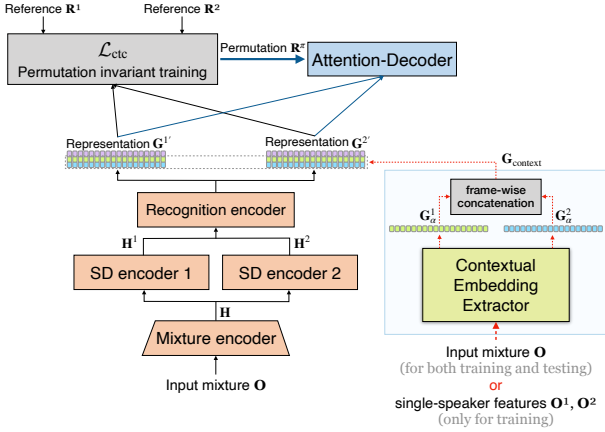 Reference R¹
Reference R²
ℒctc
Permutation invariant training
Permutation R^π
Attention-Decoder
Representation G^1′
Representation G^2′
G_context
frame-wise
concatenation
G_α^1
G_α^2
Recognition encoder
H¹
H²
SD encoder 1
SD encoder 2
Contextual
Embedding
Extractor
H
Mixture encoder
Input mixture O
Input mixture O
(for both training and testing)
or
single-speaker features O¹, O²
(only for training)